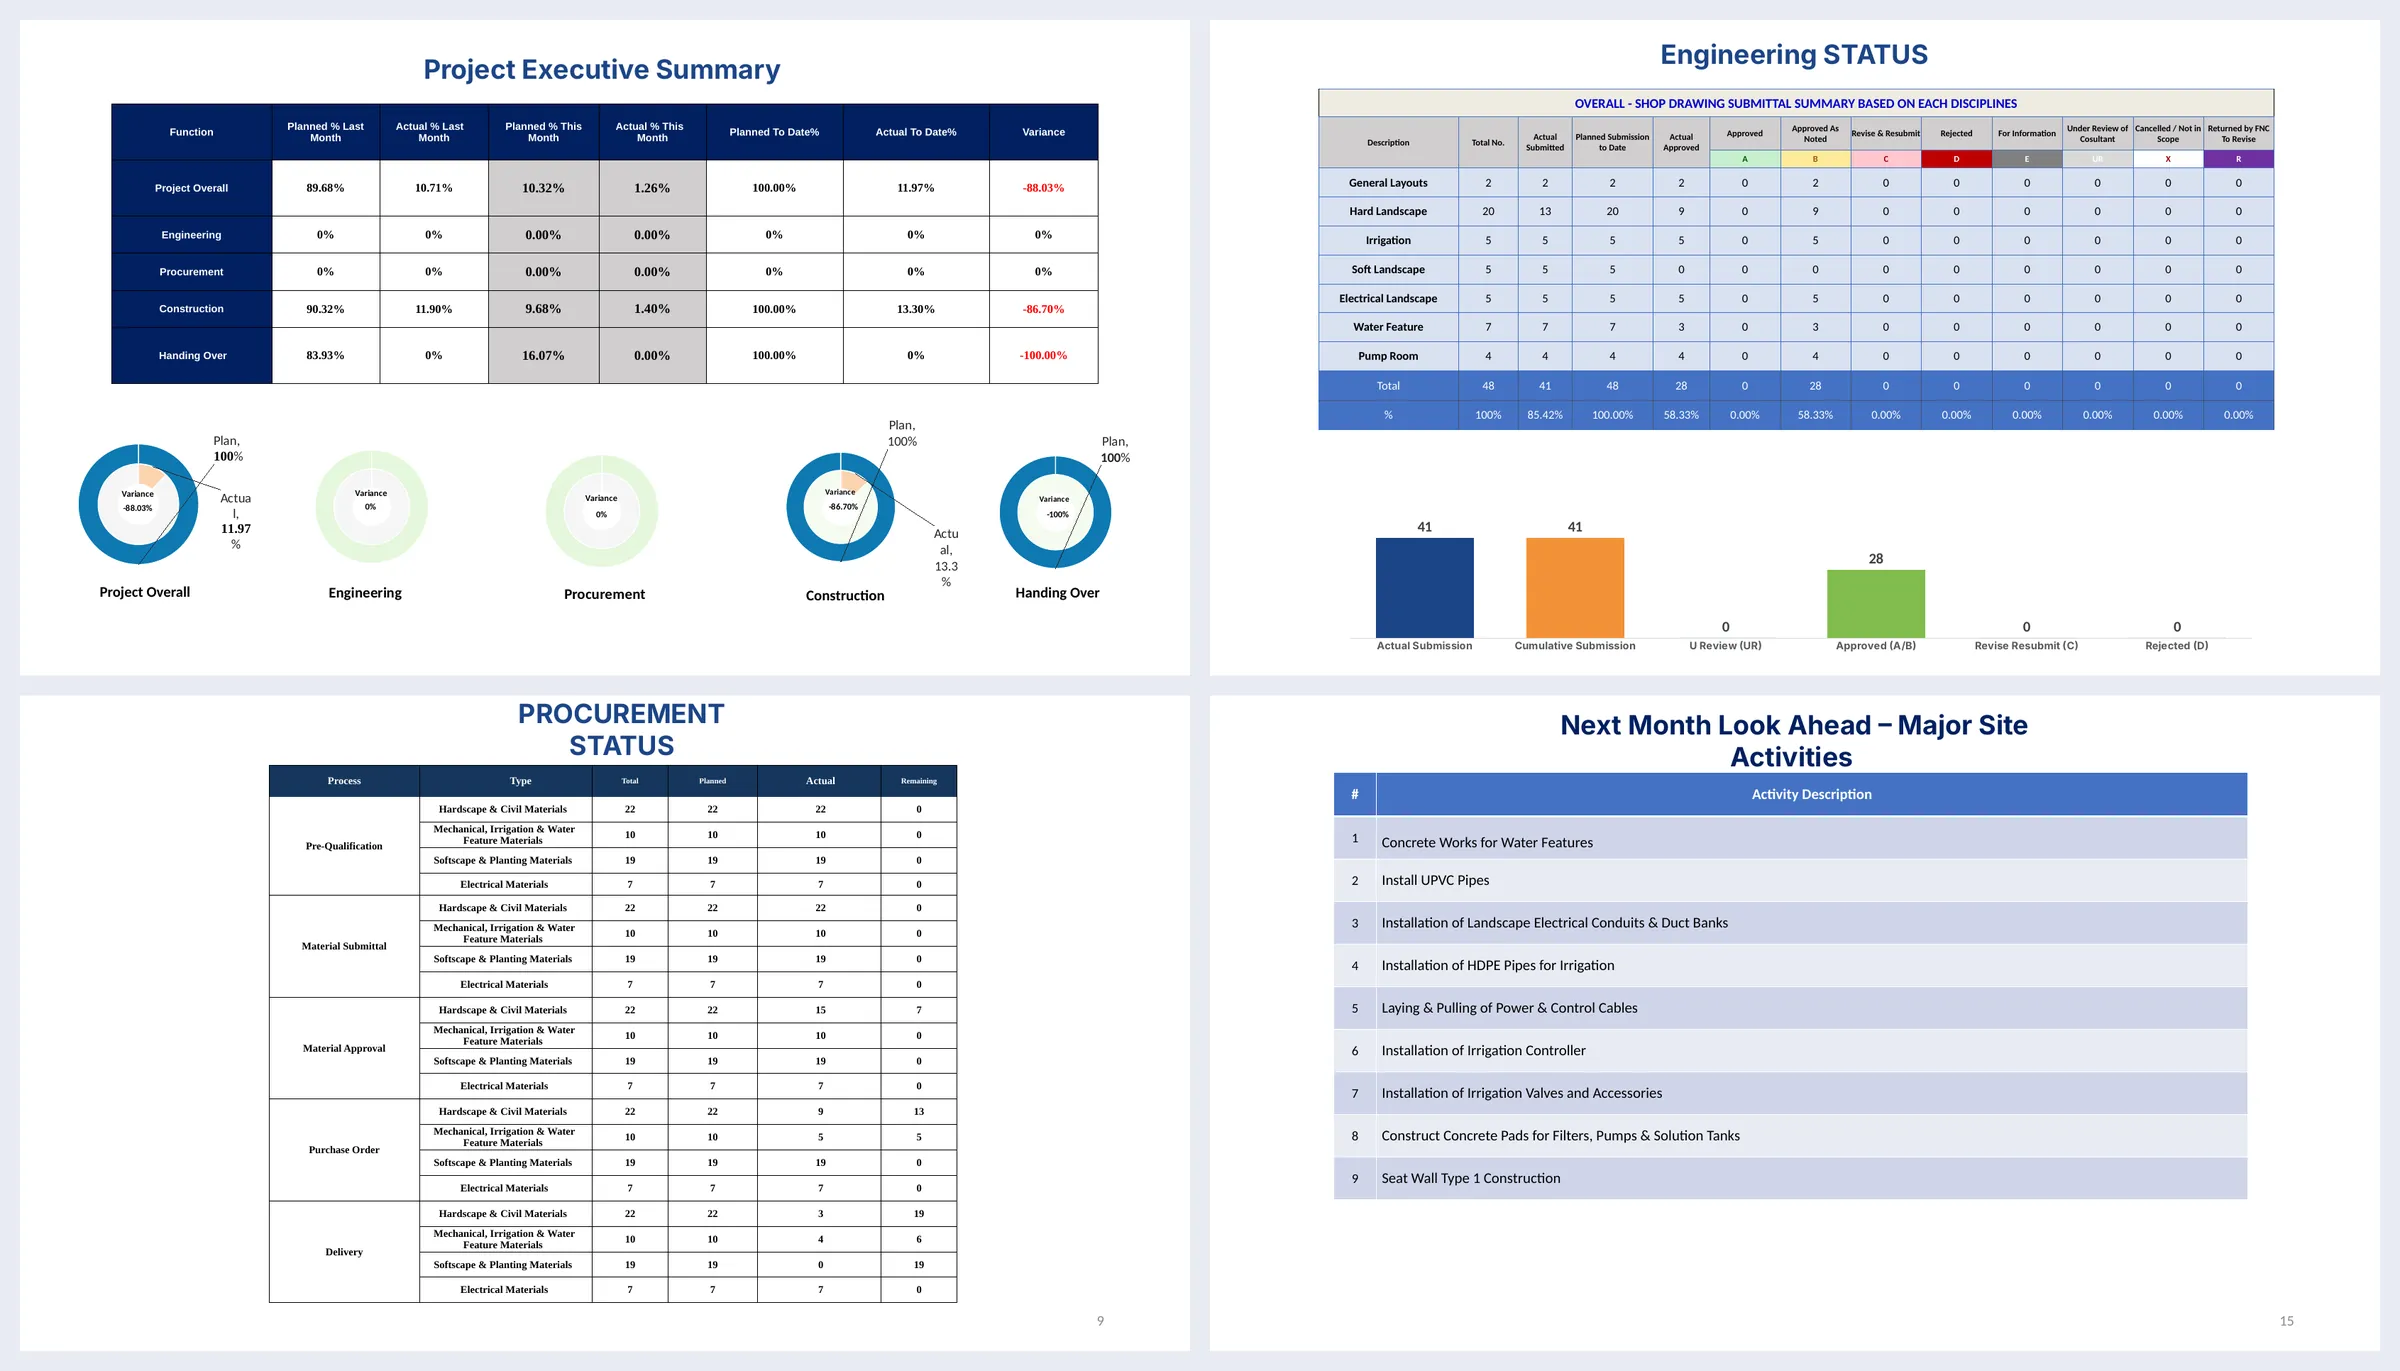 Project Executive Summary
Function Planned % Last Month Actual % Last Month Planned % This Month Actual % This Month Planned To Date% Actual To Date% Variance
Project Overall 89.68% 10.71% 10.32% 1.26% 100.00% 11.97% -88.03%
Engineering 0% 0% 0.00% 0.00% 0% 0% 0%
Procurement 0% 0% 0.00% 0.00% 0% 0% 0%
Construction 90.32% 11.90% 9.68% 1.40% 100.00% 13.30% -86.70%
Handing Over 83.93% 0% 16.07% 0.00% 100.00% 0% -100.00%
Plan,
100%
Actua
l,
11.97
%
Variance
-88.03%
Project Overall
Variance
0%
Engineering
Variance
0%
Procurement
Plan,
100%
Variance
-86.70%
Actu
al,
13.3
%
Construction
Plan,
100%
Variance
-100%
Handing Over
Engineering STATUS
OVERALL - SHOP DRAWING SUBMITTAL SUMMARY BASED ON EACH DISCIPLINES
Description Total No. Actual Submitted Planned Submission to Date Actual Approved Approved Approved As Noted Revise & Resubmit Rejected For Information Under Review of Cosultant Cancelled / Not in Scope Returned by FNC To Revise
A B C D E UR X R
General Layouts 2 2 2 2 0 2 0 0 0 0 0 0
Hard Landscape 20 13 20 9 0 9 0 0 0 0 0 0
Irrigation 5 5 5 5 0 5 0 0 0 0 0 0
Soft Landscape 5 5 5 0 0 0 0 0 0 0 0 0
Electrical Landscape 5 5 5 5 0 5 0 0 0 0 0 0
Water Feature 7 7 7 3 0 3 0 0 0 0 0 0
Pump Room 4 4 4 4 0 4 0 0 0 0 0 0
Total 48 41 48 28 0 28 0 0 0 0 0 0
% 100% 85.42% 100.00% 58.33% 0.00% 58.33% 0.00% 0.00% 0.00% 0.00% 0.00% 0.00%
41 41 0 28 0 0
Actual Submission Cumulative Submission U Review (UR) Approved (A/B) Revise Resubmit (C) Rejected (D)
PROCUREMENT
STATUS
Process Type Total Planned Actual Remaining
Pre-Qualification
Hardscape & Civil Materials 22 22 22 0
Mechanical, Irrigation & Water Feature Materials 10 10 10 0
Softscape & Planting Materials 19 19 19 0
Electrical Materials 7 7 7 0
Material Submittal
Hardscape & Civil Materials 22 22 22 0
Mechanical, Irrigation & Water Feature Materials 10 10 10 0
Softscape & Planting Materials 19 19 19 0
Electrical Materials 7 7 7 0
Material Approval
Hardscape & Civil Materials 22 22 15 7
Mechanical, Irrigation & Water Feature Materials 10 10 10 0
Softscape & Planting Materials 19 19 19 0
Electrical Materials 7 7 7 0
Purchase Order
Hardscape & Civil Materials 22 22 9 13
Mechanical, Irrigation & Water Feature Materials 10 10 5 5
Softscape & Planting Materials 19 19 19 0
Electrical Materials 7 7 7 0
Delivery
Hardscape & Civil Materials 22 22 3 19
Mechanical, Irrigation & Water Feature Materials 10 10 4 6
Softscape & Planting Materials 19 19 0 19
Electrical Materials 7 7 7 0
9
Next Month Look Ahead – Major Site
Activities
# Activity Description
1 Concrete Works for Water Features
2 Install UPVC Pipes
3 Installation of Landscape Electrical Conduits & Duct Banks
4 Installation of HDPE Pipes for Irrigation
5 Laying & Pulling of Power & Control Cables
6 Installation of Irrigation Controller
7 Installation of Irrigation Valves and Accessories
8 Construct Concrete Pads for Filters, Pumps & Solution Tanks
9 Seat Wall Type 1 Construction
15